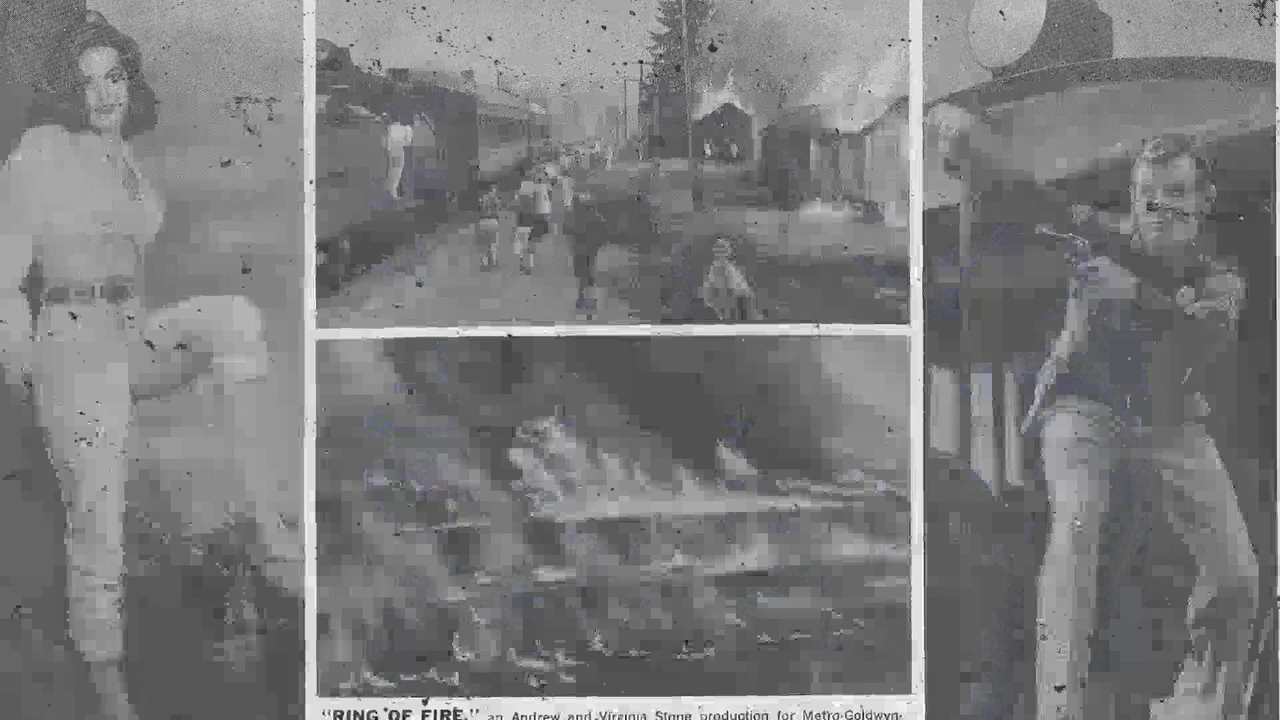 "RING OF FIRE," an Andrew and Virginia Stone production for Metro-Goldwyn-